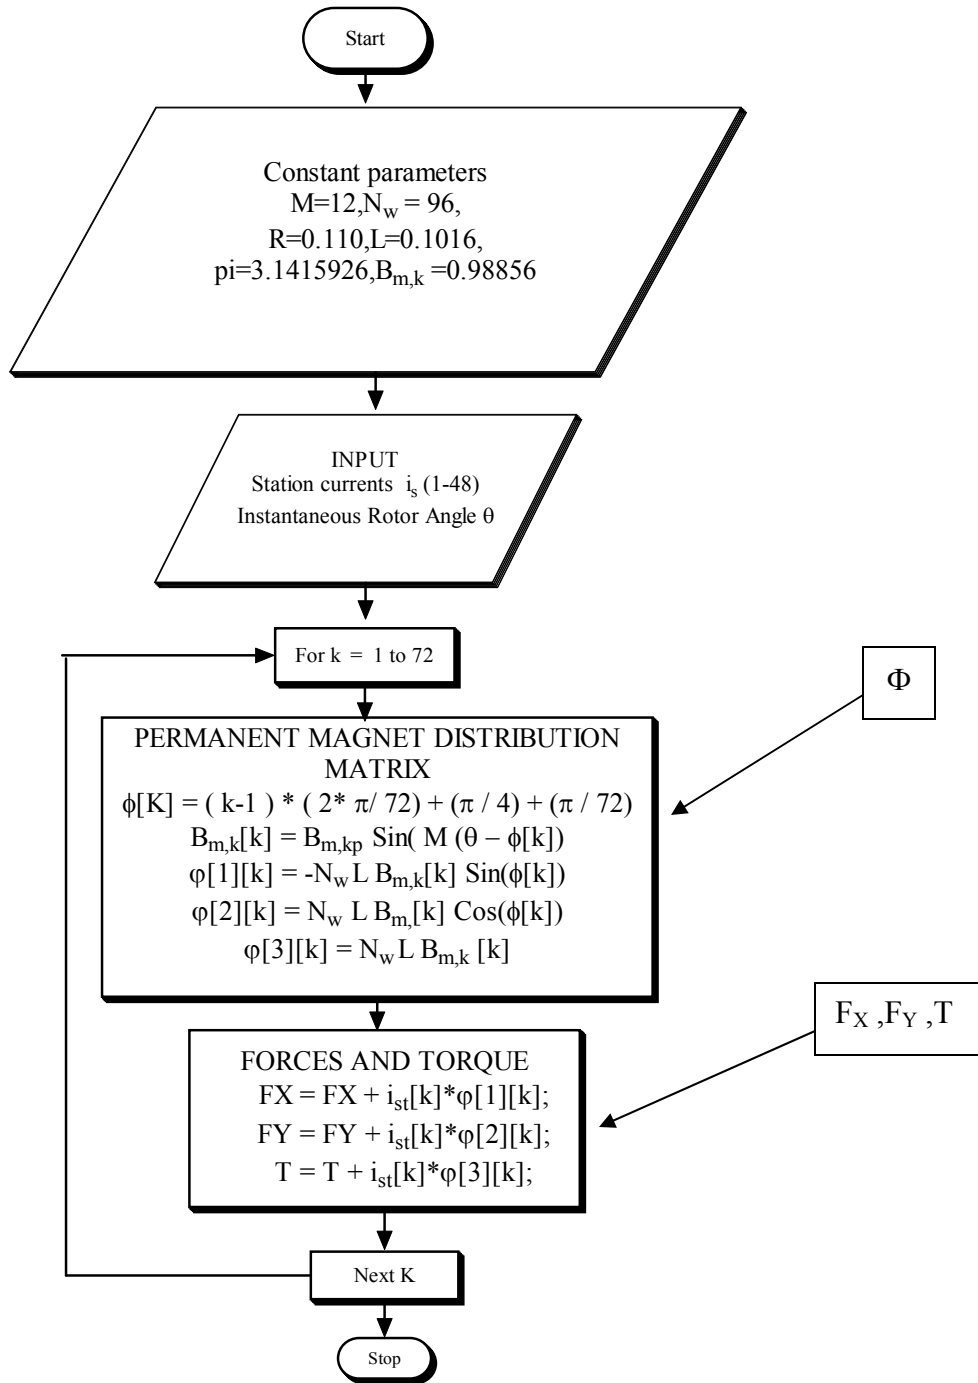 Start
Constant parameters
M=12,N_w = 96,
R=0.110,L=0.1016,
pi=3.1415926,B_m,k =0.98856
INPUT
Station currents i_s (1-48)
Instantaneous Rotor Angle θ
For k = 1 to 72
Φ
PERMANENT MAGNET DISTRIBUTION
MATRIX
ϕ[K] = ( k-1 ) * ( 2* π/ 72) + (π / 4) + (π / 72)
B_m,k[k] = B_m,kp Sin( M (θ – ϕ[k])
φ[1][k] = -N_w L B_m,k[k] Sin(ϕ[k])
φ[2][k] = N_w L B_m,[k] Cos(ϕ[k])
φ[3][k] = N_w L B_m,k [k]
F_X ,F_Y ,T
FORCES AND TORQUE
FX = FX + i_st[k]*φ[1][k];
FY = FY + i_st[k]*φ[2][k];
T = T + i_st[k]*φ[3][k];
Next K
Stop